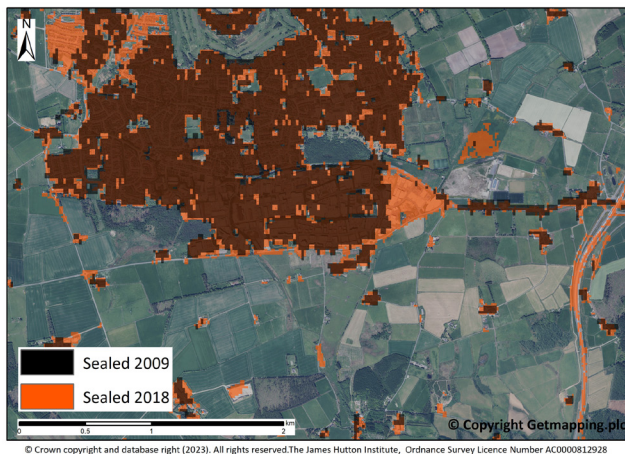 N
Sealed 2009
Sealed 2018
0 0.5 1 2
km
© Copyright Getmapping.plc
© Crown copyright and database right (2023). All rights reserved.The James Hutton Institute, Ordnance Survey Licence Number AC0000812928